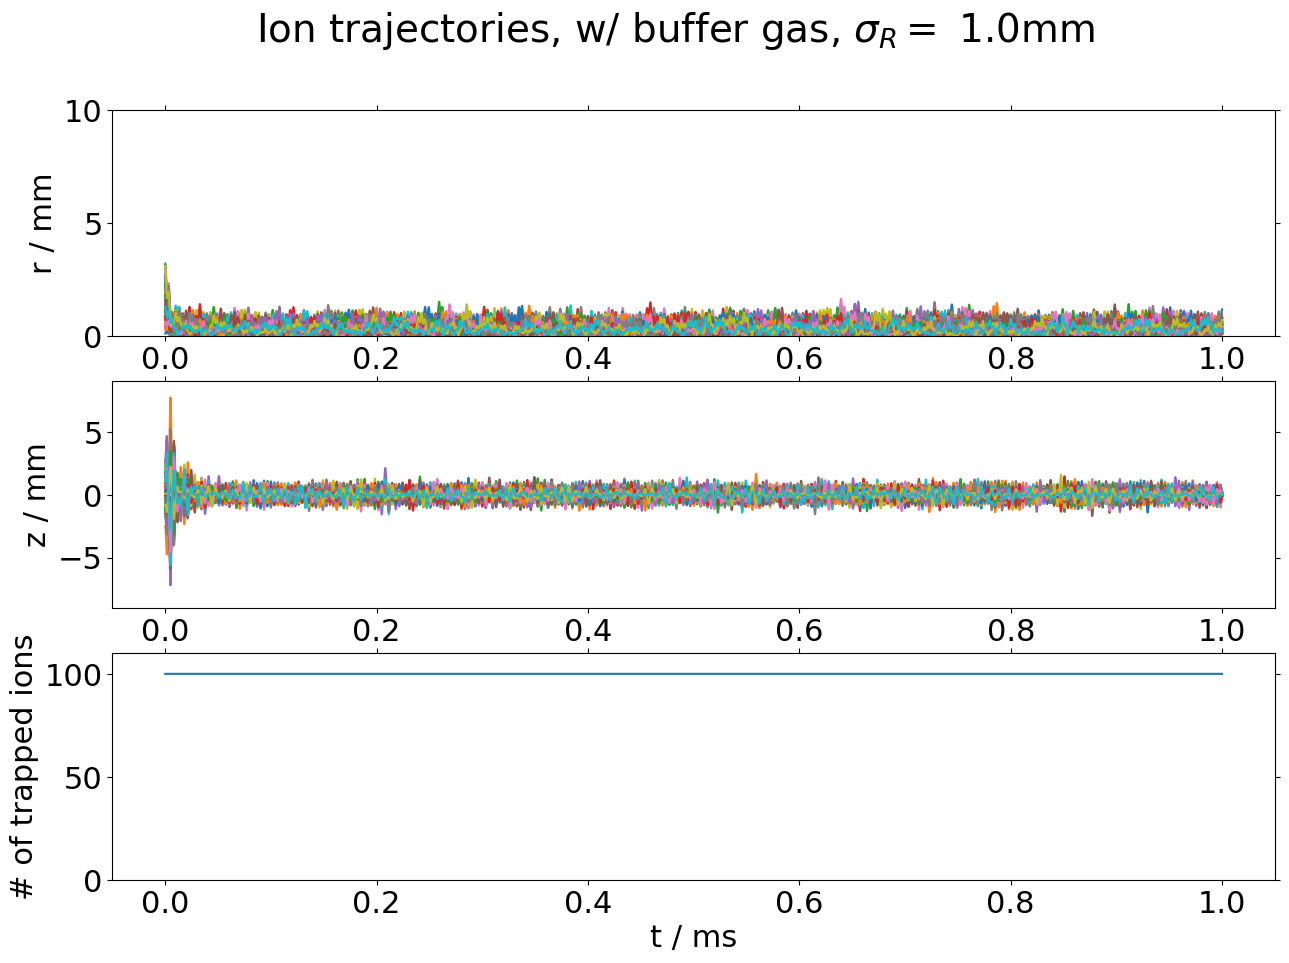 Ion trajectories, w/ buffer gas, σ_R = 1.0mm
10
5
0
r / mm
0.0 0.2 0.4 0.6 0.8 1.0
5
0
−5
z / mm
0.0 0.2 0.4 0.6 0.8 1.0
100
50
0
# of trapped ions
0.0 0.2 0.4 0.6 0.8 1.0
t / ms